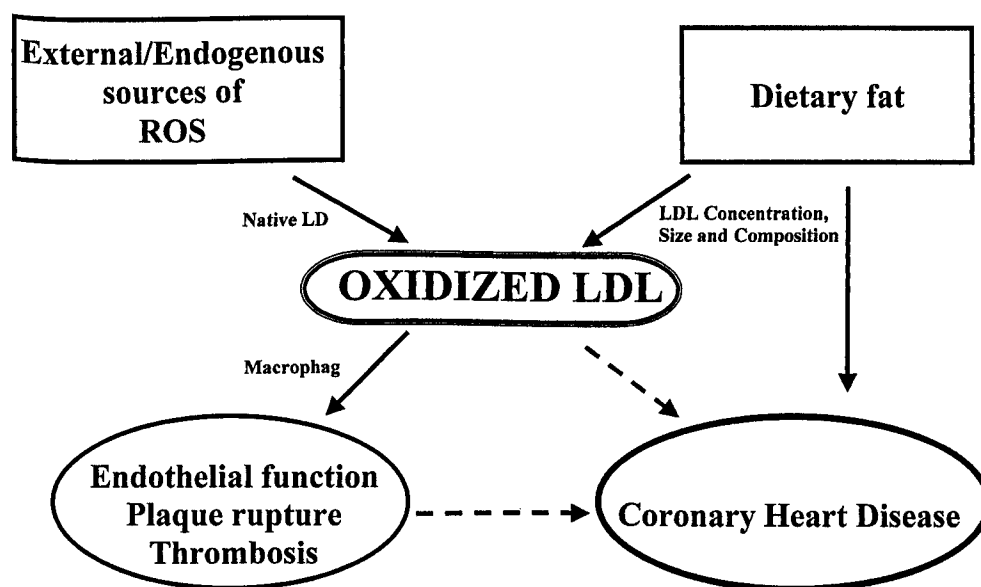 External/Endogenous
sources of
ROS
Dietary fat
Native LD
LDL Concentration,
Size and Composition
OXIDIZED LDL
Macrophag
Endothelial function
Plaque rupture
Thrombosis
Coronary Heart Disease